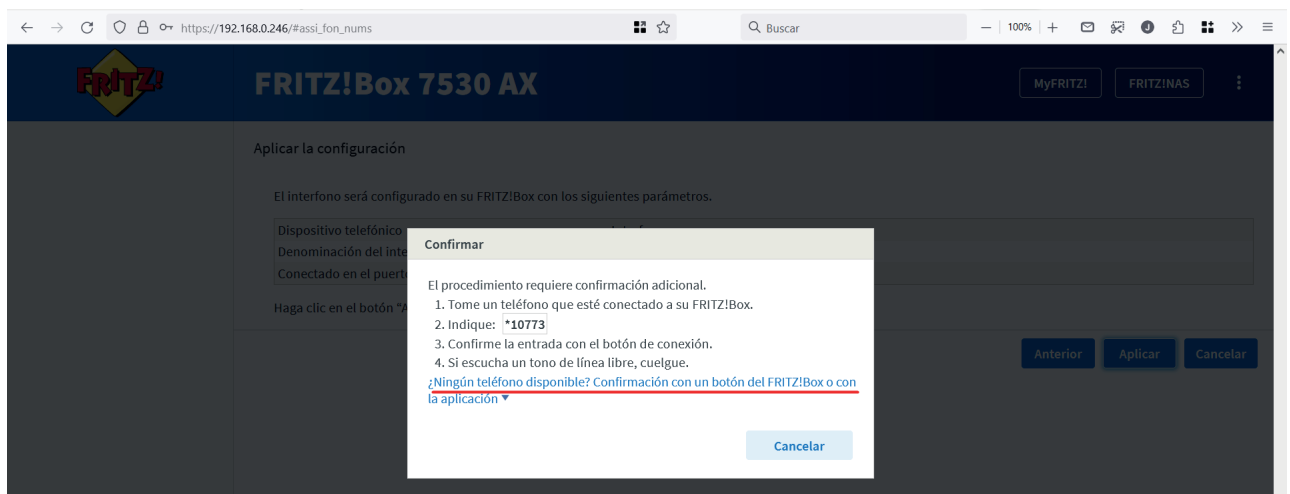 https://192.168.0.246/#assi_fon_nums
Buscar
100%
FRITZ!
FRITZ!Box 7530 AX
MyFRITZ!
FRITZ!NAS
Aplicar la configuración
El interfono será configurado en su FRITZ!Box con los siguientes parámetros.
Dispositivo telefónico
Denominación del inte
Conectado en el puert
Haga clic en el botón "A
Confirmar
El procedimiento requiere confirmación adicional.
1. Tome un teléfono que esté conectado a su FRITZ!Box.
2. Indique: *10773
3. Confirme la entrada con el botón de conexión.
4. Si escucha un tono de línea libre, cuelgue.
¿Ningún teléfono disponible? Confirmación con un botón del FRITZ!Box o con
la aplicación
Cancelar
Anterior
Aplicar
Cancelar